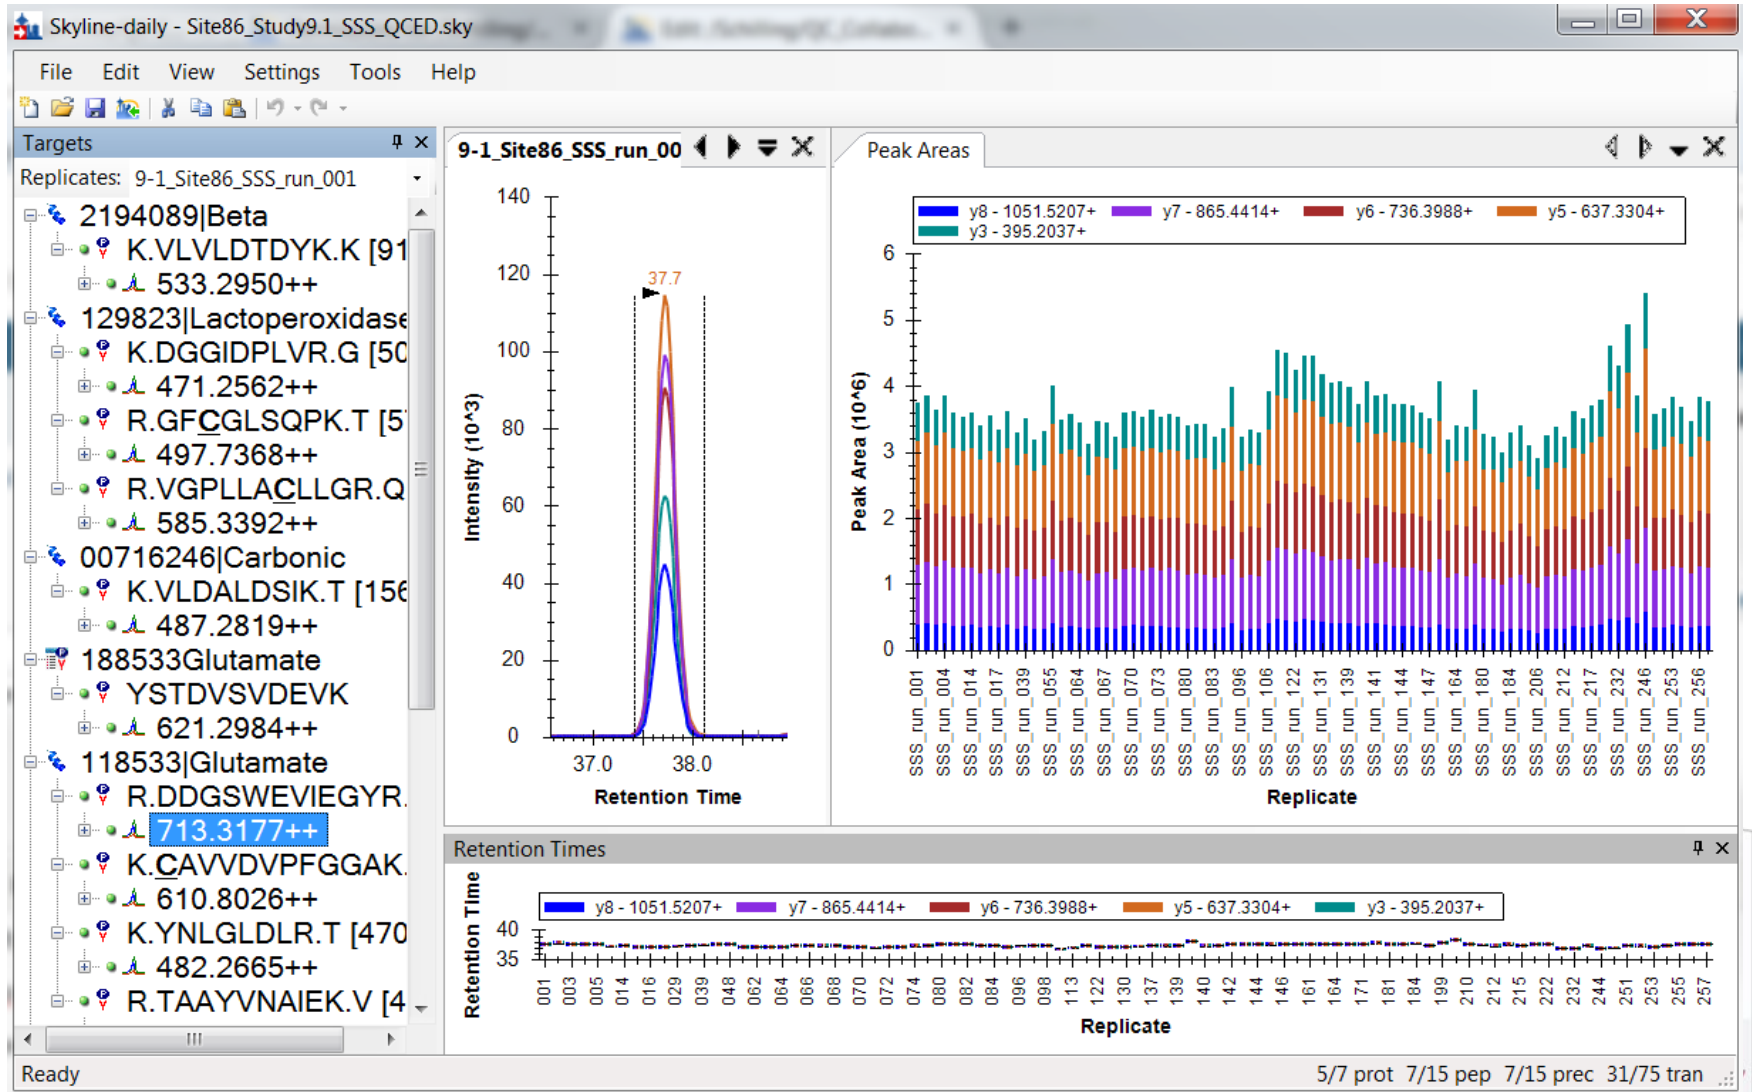 Skyline-daily - Site86_Study9.1_SSS_QCED.sky
File Edit View Settings Tools Help
Targets
Replicates: 9-1_Site86_SSS_run_001
2194089|Beta
K.VLVLDTDYK.K [91
533.2950++
129823|Lactoperoxidase
K.DGGIDPLVR.G [50
471.2562++
R.GFCGLSQPK.T [5
497.7368++
R.VGPLLACLLGR.Q
585.3392++
00716246|Carbonic
K.VLDALDSIK.T [156
487.2819++
188533Glutamate
YSTDVSVDEVK
621.2984++
118533|Glutamate
R.DDGSWEVIEGYR.
713.3177++
K.CAVVDVPFGGAK.
610.8026++
K.YNLGLDLR.T [470
482.2665++
R.TAAYVNAIEK.V [4
9-1_Site86_SSS_run_00
140
120
100
80
60
40
20
0
Intensity (10^3)
37.7
37.0 38.0
Retention Time
Peak Areas
y8 - 1051.5207+ y7 - 865.4414+ y6 - 736.3988+ y5 - 637.3304+
y3 - 395.2037+
6
5
4
3
2
1
0
Peak Area (10^6)
SSS_run_001
SSS_run_004
SSS_run_014
SSS_run_017
SSS_run_039
SSS_run_055
SSS_run_064
SSS_run_067
SSS_run_070
SSS_run_073
SSS_run_080
SSS_run_083
SSS_run_096
SSS_run_106
SSS_run_122
SSS_run_131
SSS_run_139
SSS_run_141
SSS_run_144
SSS_run_147
SSS_run_164
SSS_run_180
SSS_run_184
SSS_run_206
SSS_run_212
SSS_run_217
SSS_run_232
SSS_run_246
SSS_run_253
SSS_run_256
Replicate
Retention Times
y8 - 1051.5207+ y7 - 865.4414+ y6 - 736.3988+ y5 - 637.3304+ y3 - 395.2037+
40
35
Retention Time
001 003 005 014 016 029 039 048 062 064 066 068 070 072 074 080 082 084 096 098 113 122 130 137 139 140 142 144 146 161 164 171 181 184 199 210 212 215 222 232 244 251 253 255 257
Replicate
Ready
5/7 prot 7/15 pep 7/15 prec 31/75 tran